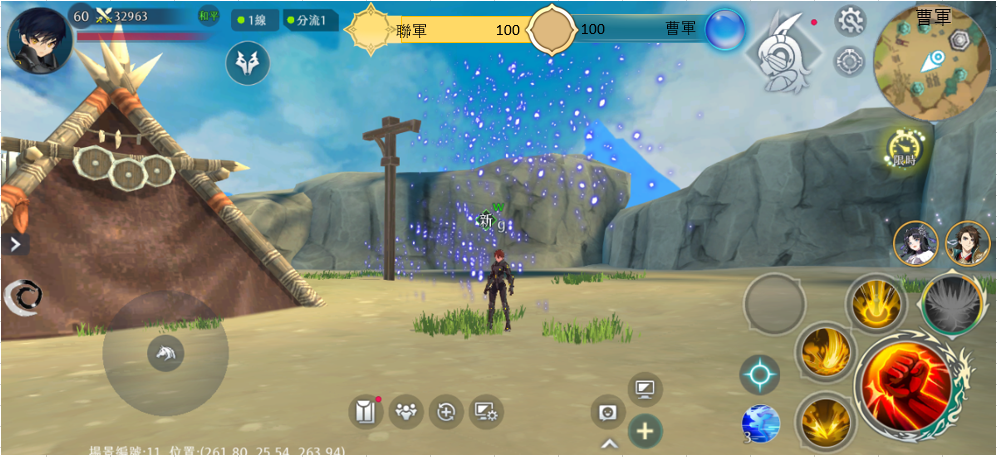 60 32963 和平
1線
分流1
聯軍 100
100 曹軍
曹軍
限時
W
新 g
3
場景編號:11 位置:(261.80, 25.54, 263.94)